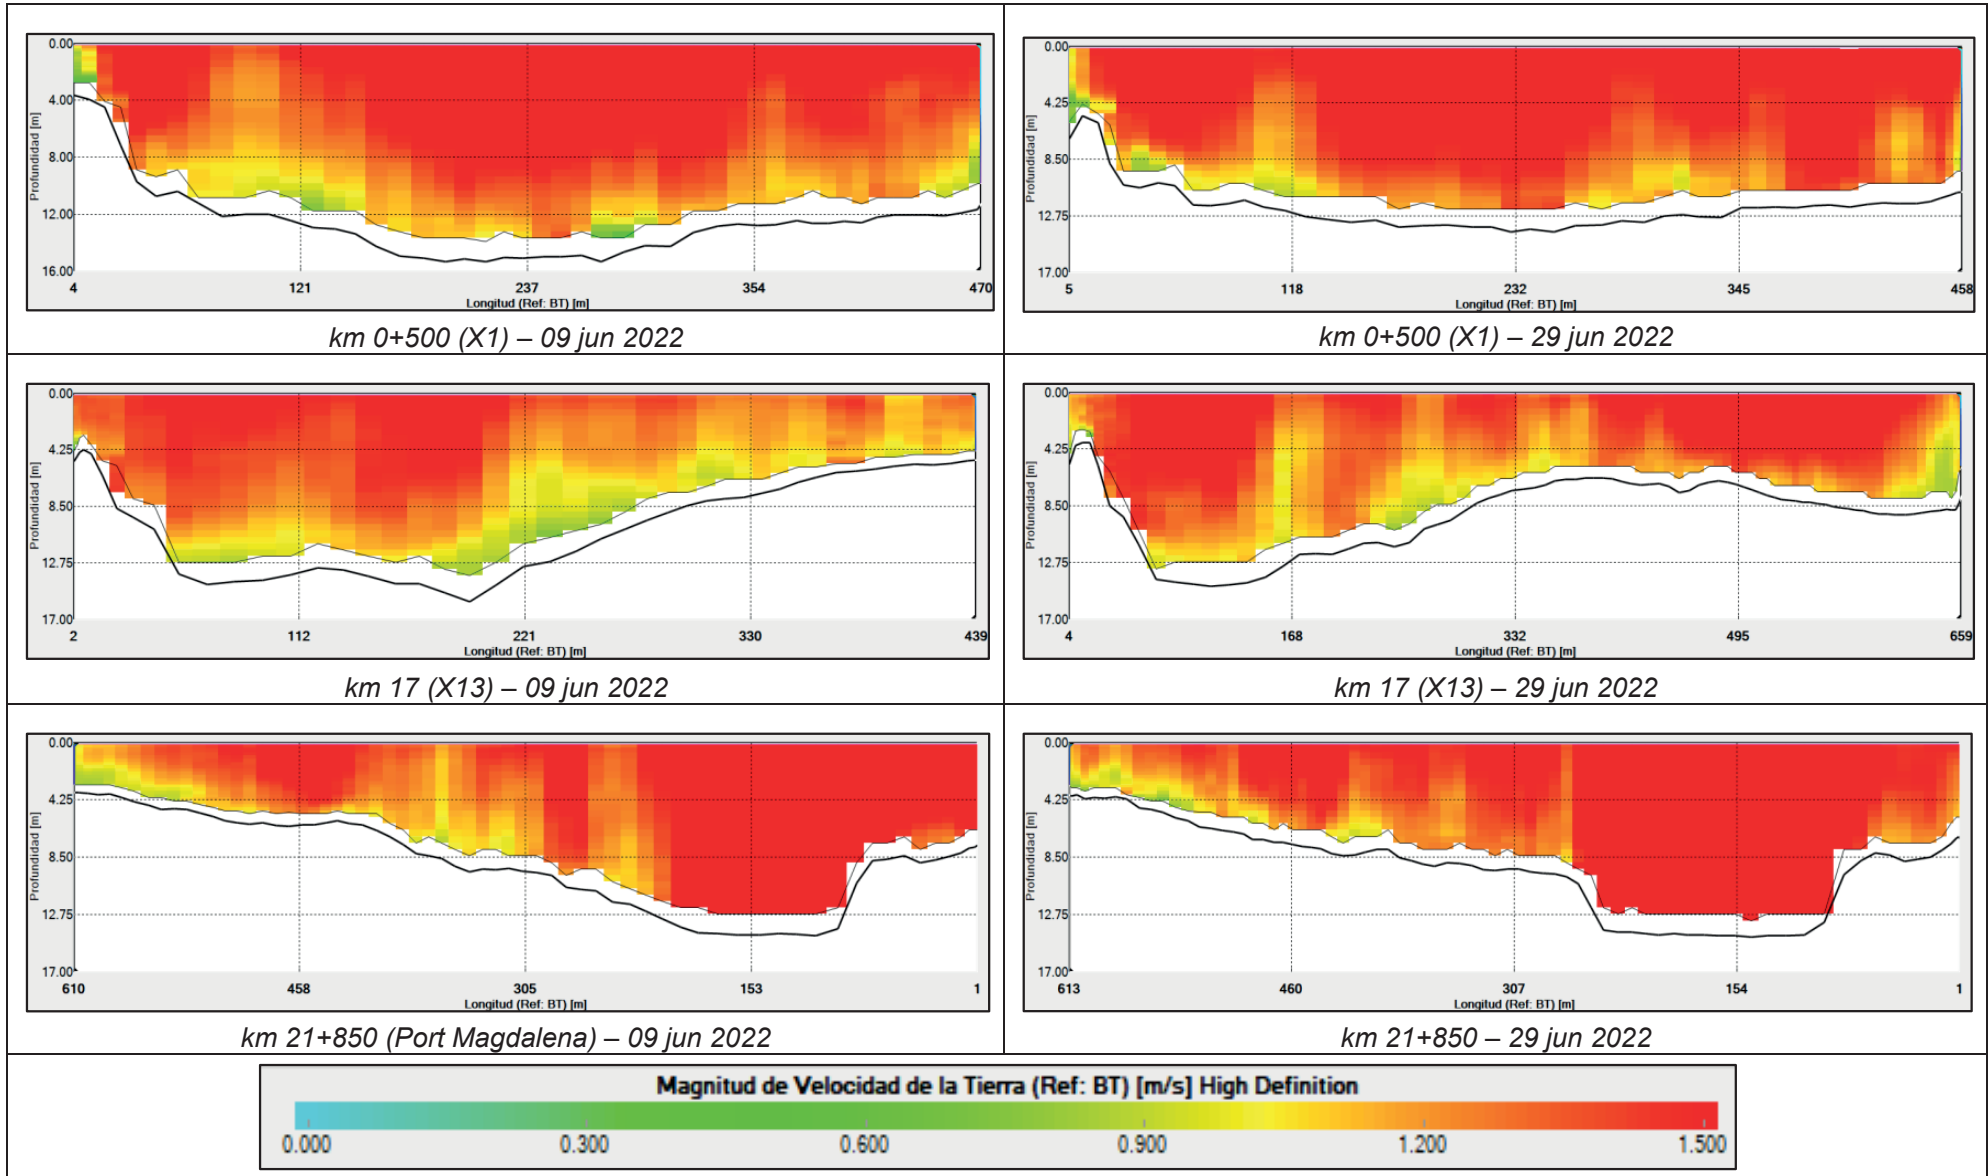 0.00
4.00
8.00
12.00
16.00
Profundidad [m]
4 121 237 354 470
Longitud (Ref: BT) [m]
km 0+500 (X1) – 09 jun 2022
0.00
4.25
8.50
12.75
17.00
Profundidad [m]
5 118 232 345 458
Longitud (Ref: BT) [m]
km 0+500 (X1) – 29 jun 2022
0.00
4.25
8.50
12.75
17.00
Profundidad [m]
2 112 221 330 439
Longitud (Ref: BT) [m]
km 17 (X13) – 09 jun 2022
0.00
4.25
8.50
12.75
17.00
Profundidad [m]
4 168 332 495 659
Longitud (Ref: BT) [m]
km 17 (X13) – 29 jun 2022
0.00
4.25
8.50
12.75
17.00
Profundidad [m]
610 458 305 153 1
Longitud (Ref: BT) [m]
km 21+850 (Port Magdalena) – 09 jun 2022
0.00
4.25
8.50
12.75
17.00
Profundidad [m]
613 460 307 154 1
Longitud (Ref: BT) [m]
km 21+850 – 29 jun 2022
Magnitud de Velocidad de la Tierra (Ref: BT) [m/s] High Definition
0.000 0.300 0.600 0.900 1.200 1.500